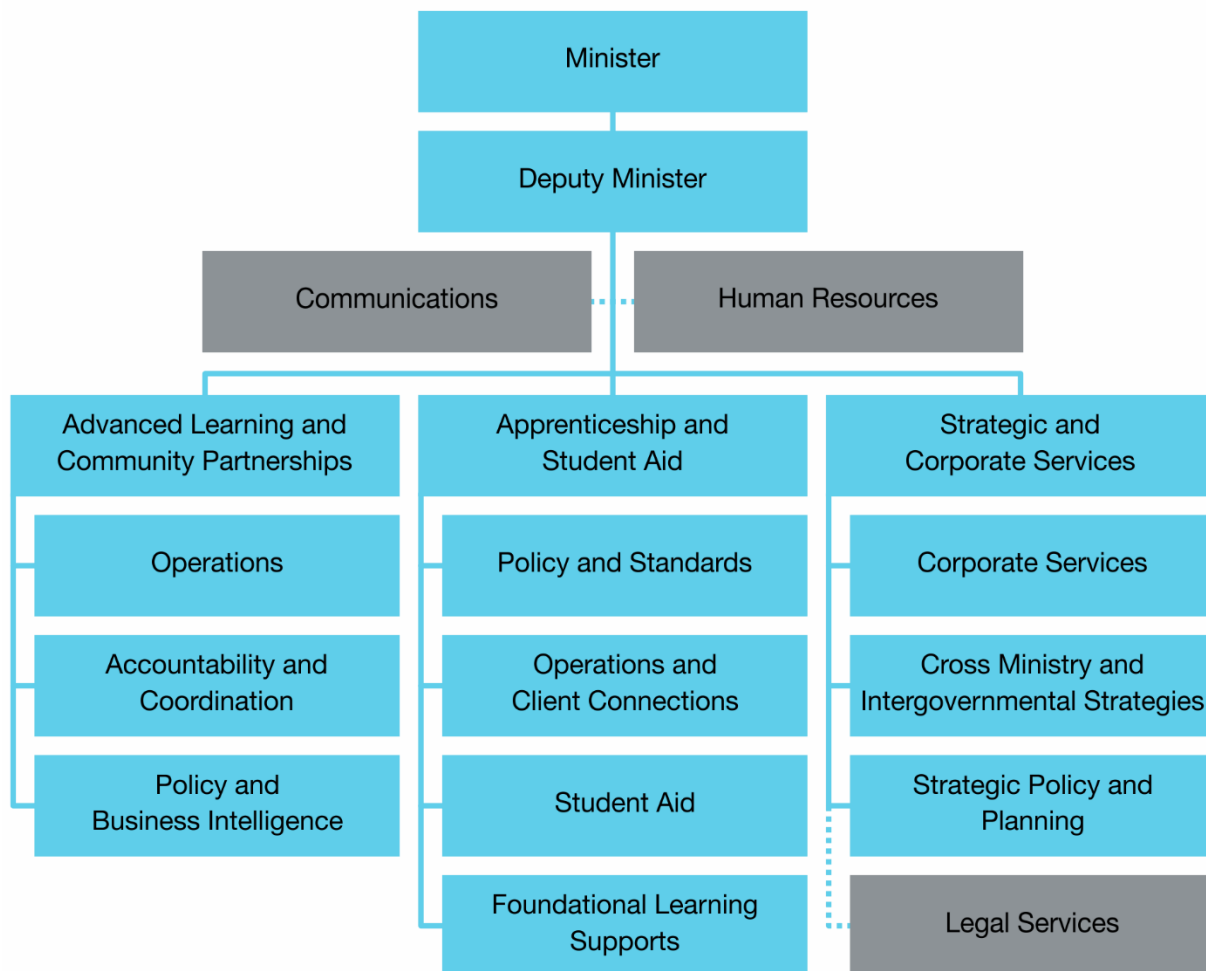 Minister
Deputy Minister
Communications
Human Resources
Advanced Learning and
Community Partnerships
Operations
Accountability and
Coordination
Policy and
Business Intelligence
Apprenticeship and
Student Aid
Policy and Standards
Operations and
Client Connections
Student Aid
Foundational Learning
Supports
Strategic and
Corporate Services
Corporate Services
Cross Ministry and
Intergovernmental Strategies
Strategic Policy and
Planning
Legal Services